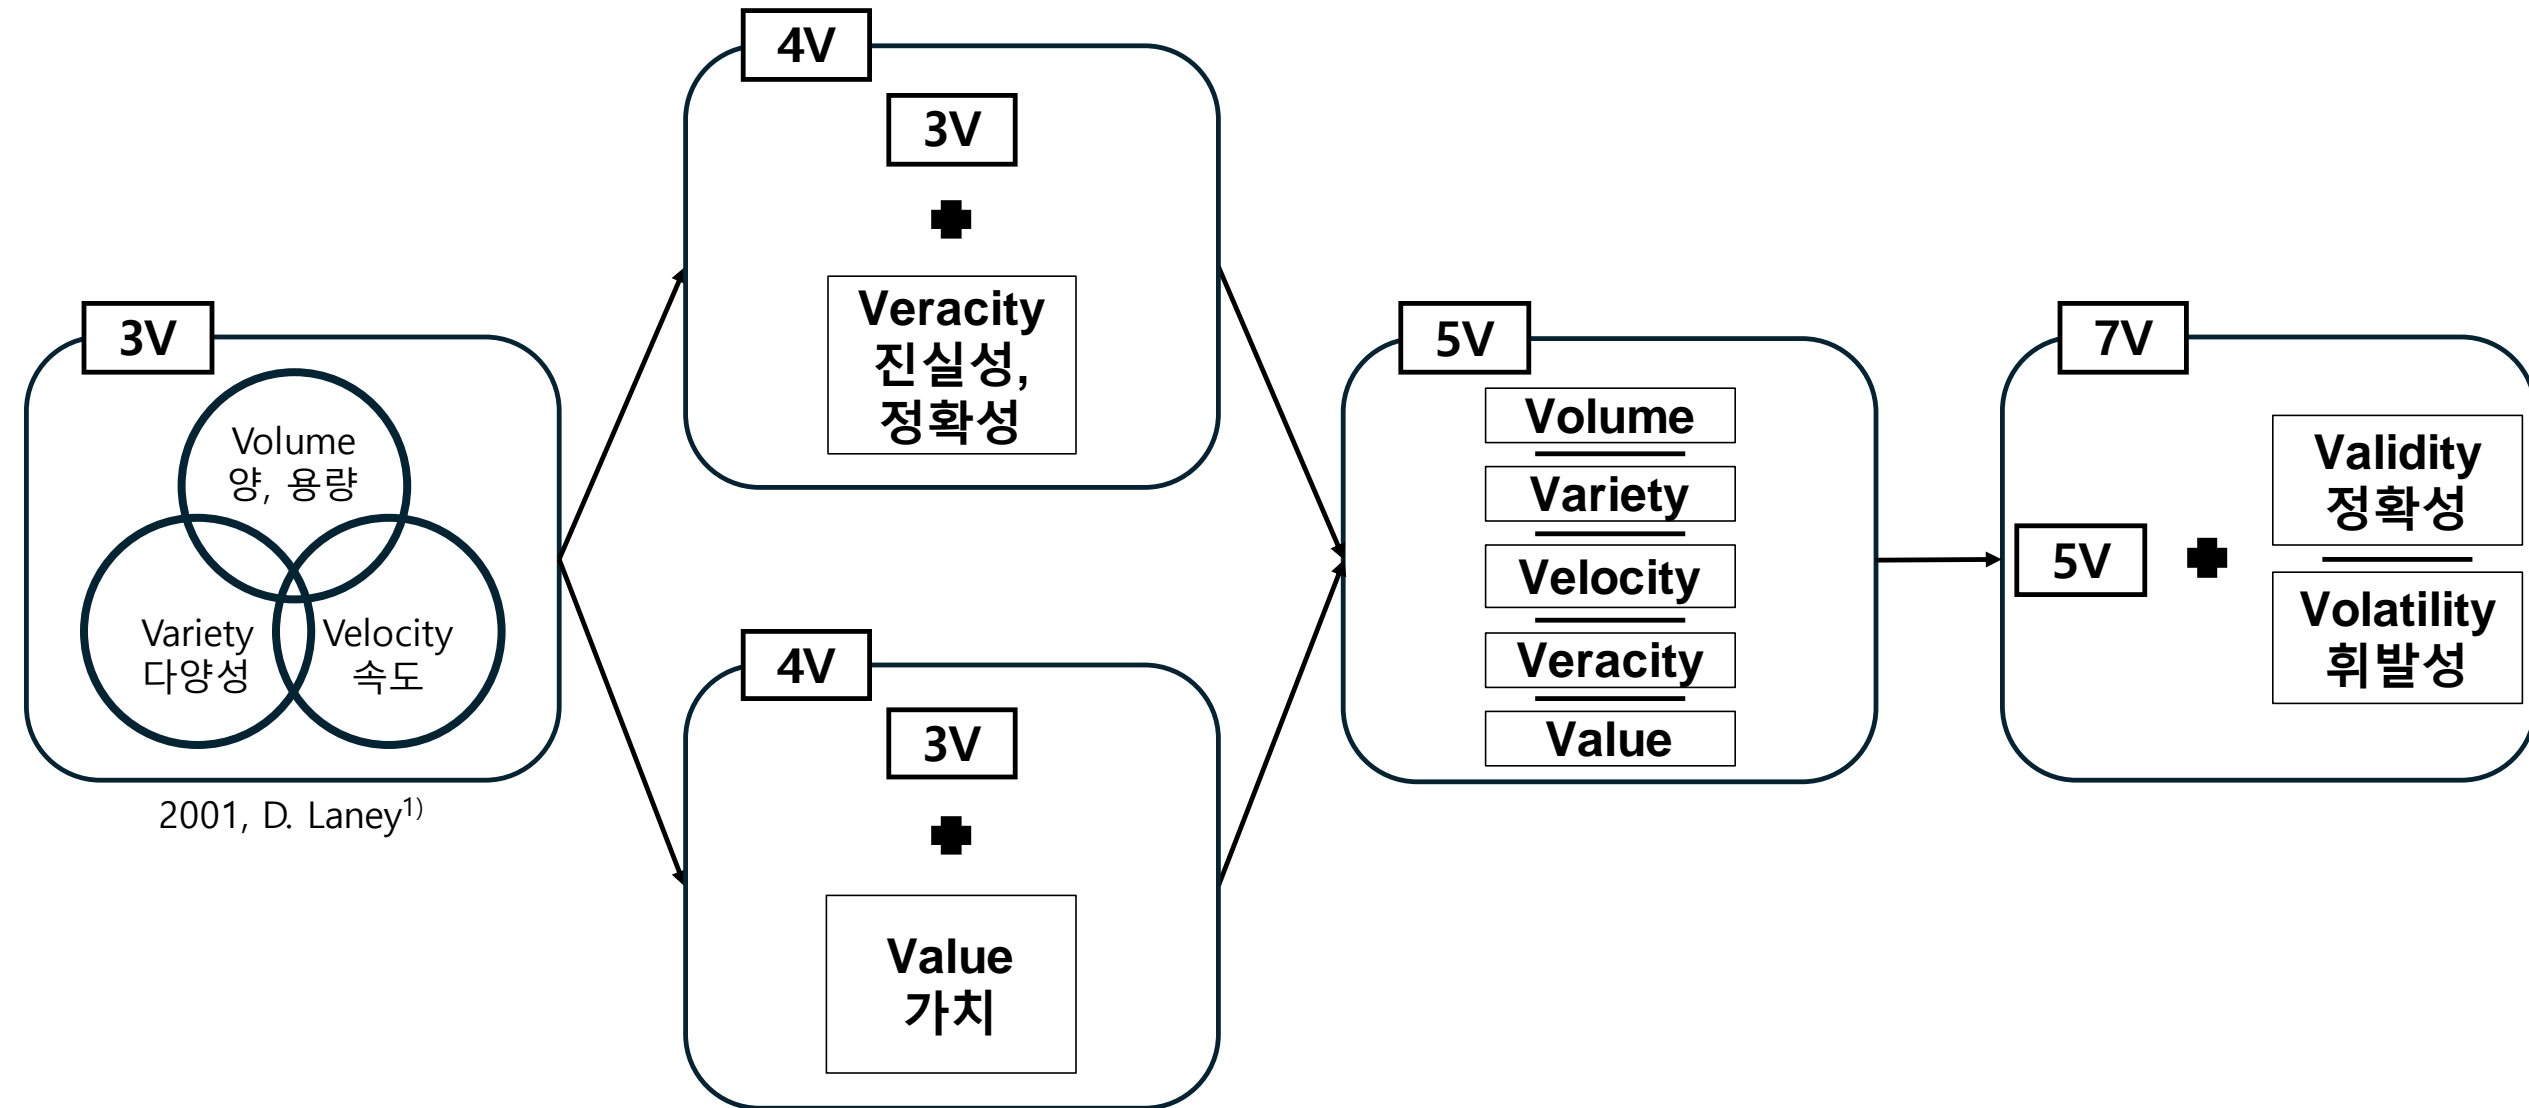 3V
Volume
양, 용량
Variety
다양성
Velocity
속도
2001, D. Laney1)
4V
3V
Veracity
진실성,
정확성
4V
3V
Value
가치
5V
Volume
Variety
Velocity
Veracity
Value
7V
5V
Validity
정확성
Volatility
휘발성